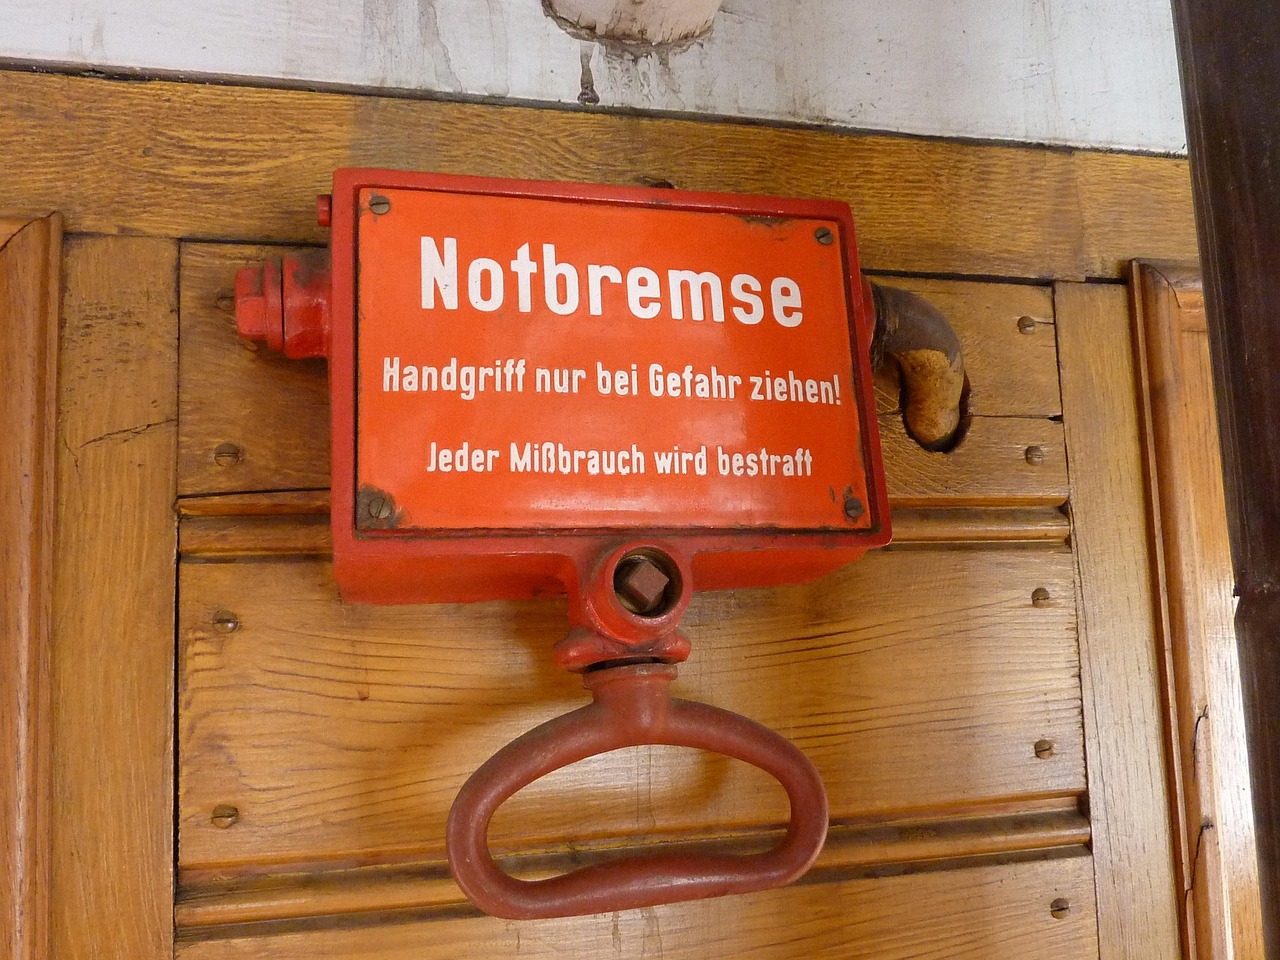 Notbremse
Handgriff nur bei Gefahr ziehen!
Jeder Mißbrauch wird bestraft